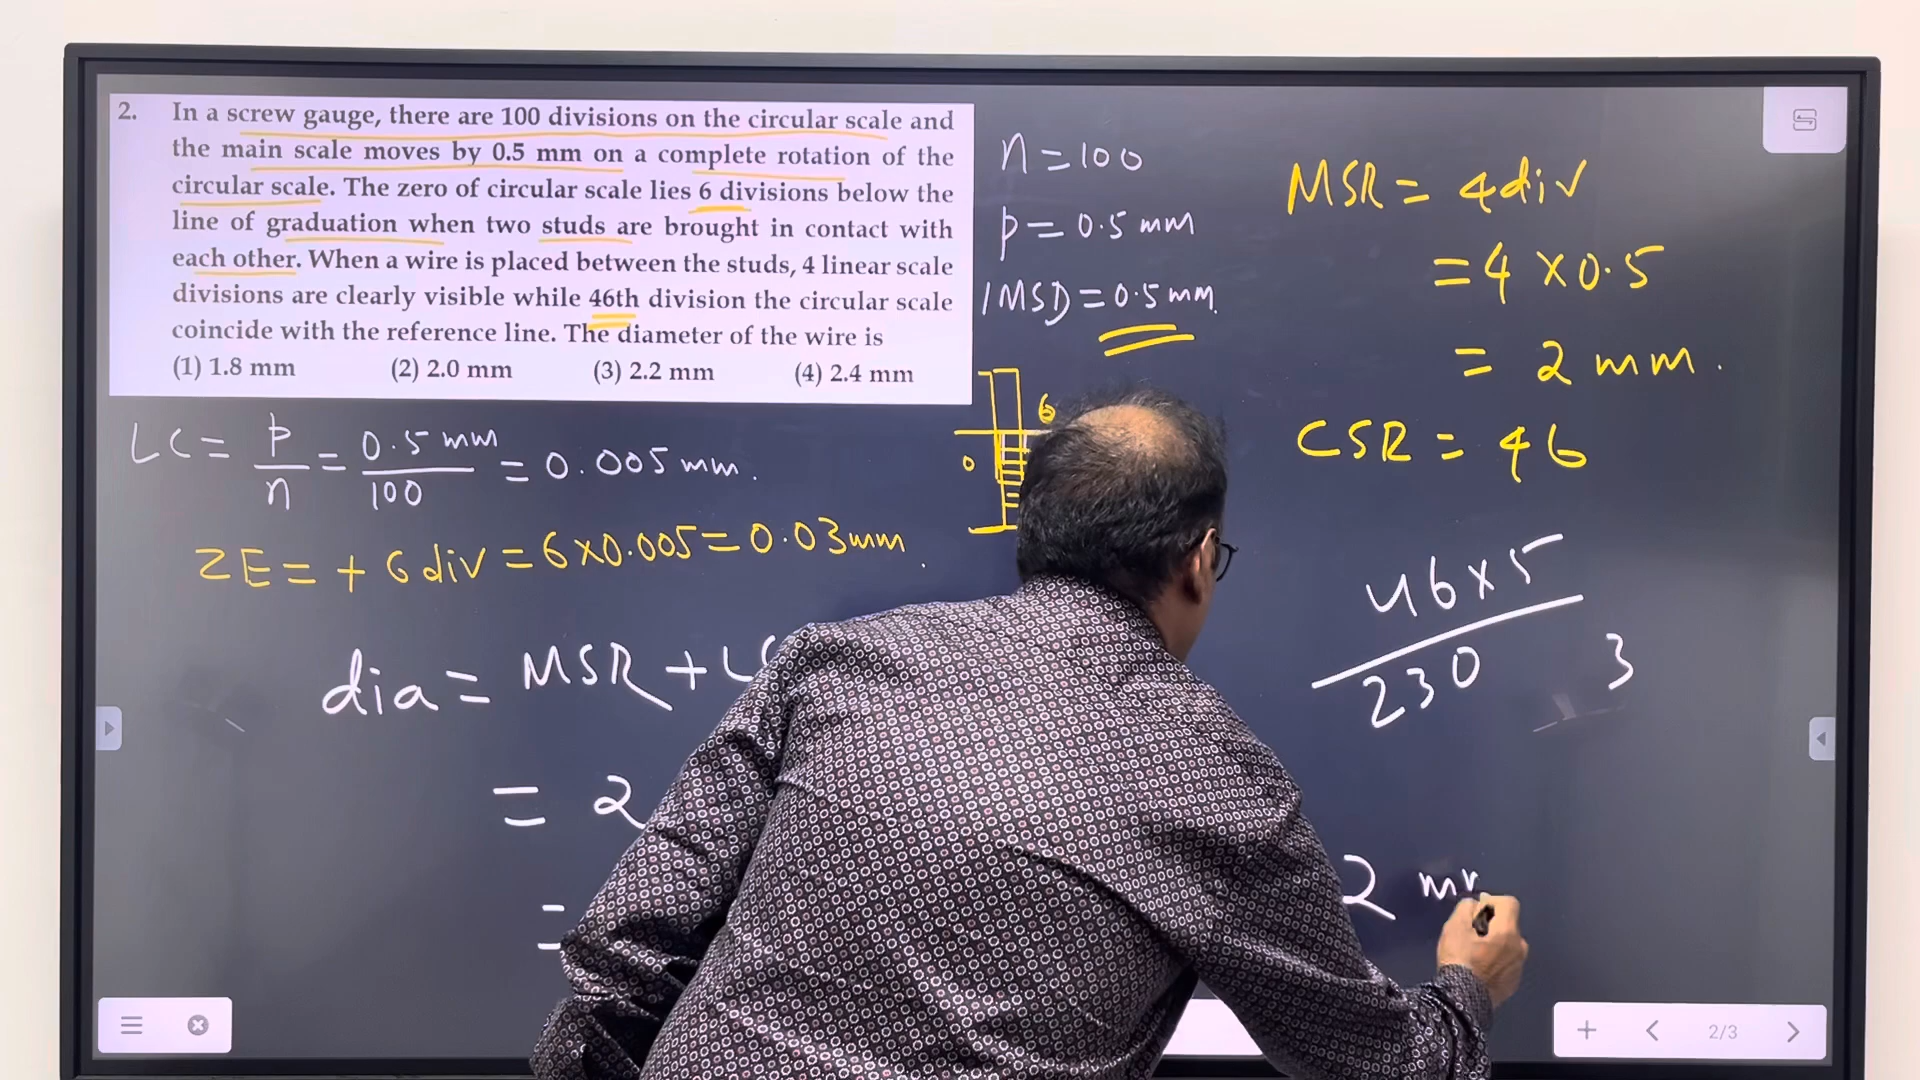 2. In a screw gauge, there are 100 divisions on the circular scale and
the main scale moves by 0.5 mm on a complete rotation of the
circular scale. The zero of circular scale lies 6 divisions below the
line of graduation when two studs are brought in contact with
each other. When a wire is placed between the studs, 4 linear scale
divisions are clearly visible while 46th division the circular scale
coincide with the reference line. The diameter of the wire is
(1) 1.8 mm (2) 2.0 mm (3) 2.2 mm (4) 2.4 mm
n = 100
p = 0.5 mm
1MSD = 0.5 mm.
MSR = 4 div
= 4 × 0.5
= 2 mm.
CSR = 46
6
0
LC = p/n = 0.5 mm/100 = 0.005 mm.
ZE = + 6 div = 6×0.005 = 0.03 mm.
46×5
230 3
dia = MSR +
= 2
=
2
2/3